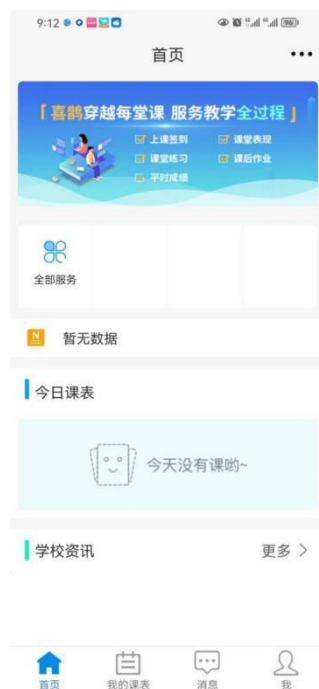 9:12
96
首页
「喜鹊穿越每堂课 服务教学全过程」
上课签到 课堂表现
课堂练习 课后作业
平时成绩
全部服务
N 暂无数据
今日课表
今天没有课哟~
学校资讯 更多 >
首页 我的课表 消息 我